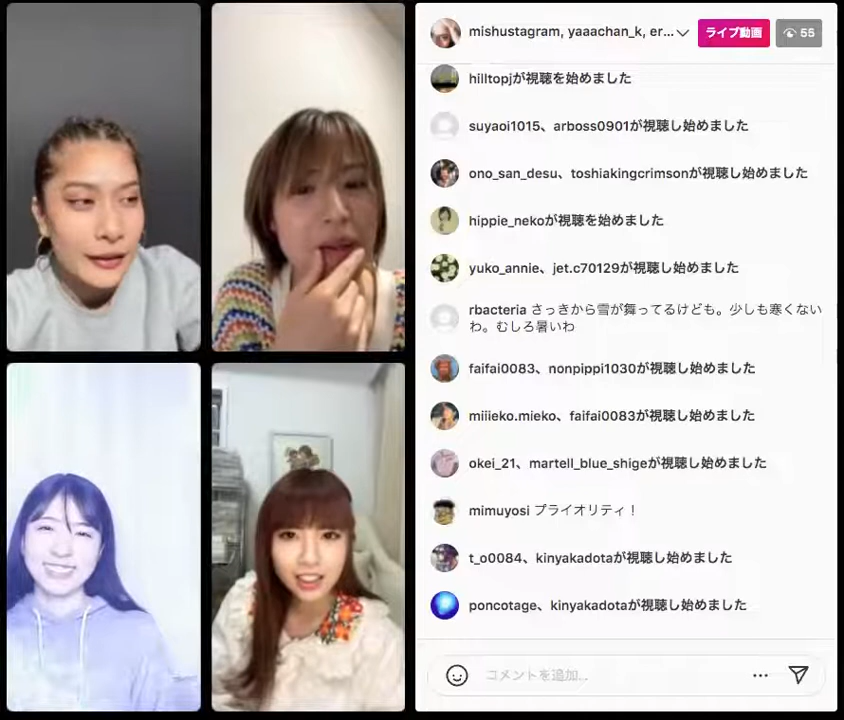 mishustagram, yaaachan_k, er...
ライブ動画
55
hilltopjが視聴を始めました
suyaoi1015、arboss0901が視聴し始めました
ono_san_desu、toshiakingcrimsonが視聴し始めました
hippie_nekoが視聴を始めました
yuko_annie、jet.c70129が視聴し始めました
rbacteria さっきから雪が舞ってるけども。少しも寒くない
わ。むしろ暑いわ
faifai0083、nonpippi1030が視聴し始めました
miiieko.mieko、faifai0083が視聴し始めました
okei_21、martell_blue_shigeが視聴し始めました
mimuyosi プライオリティ！
t_o0084、kinyakadotaが視聴し始めました
poncotage、kinyakadotaが視聴し始めました
コメントを追加...